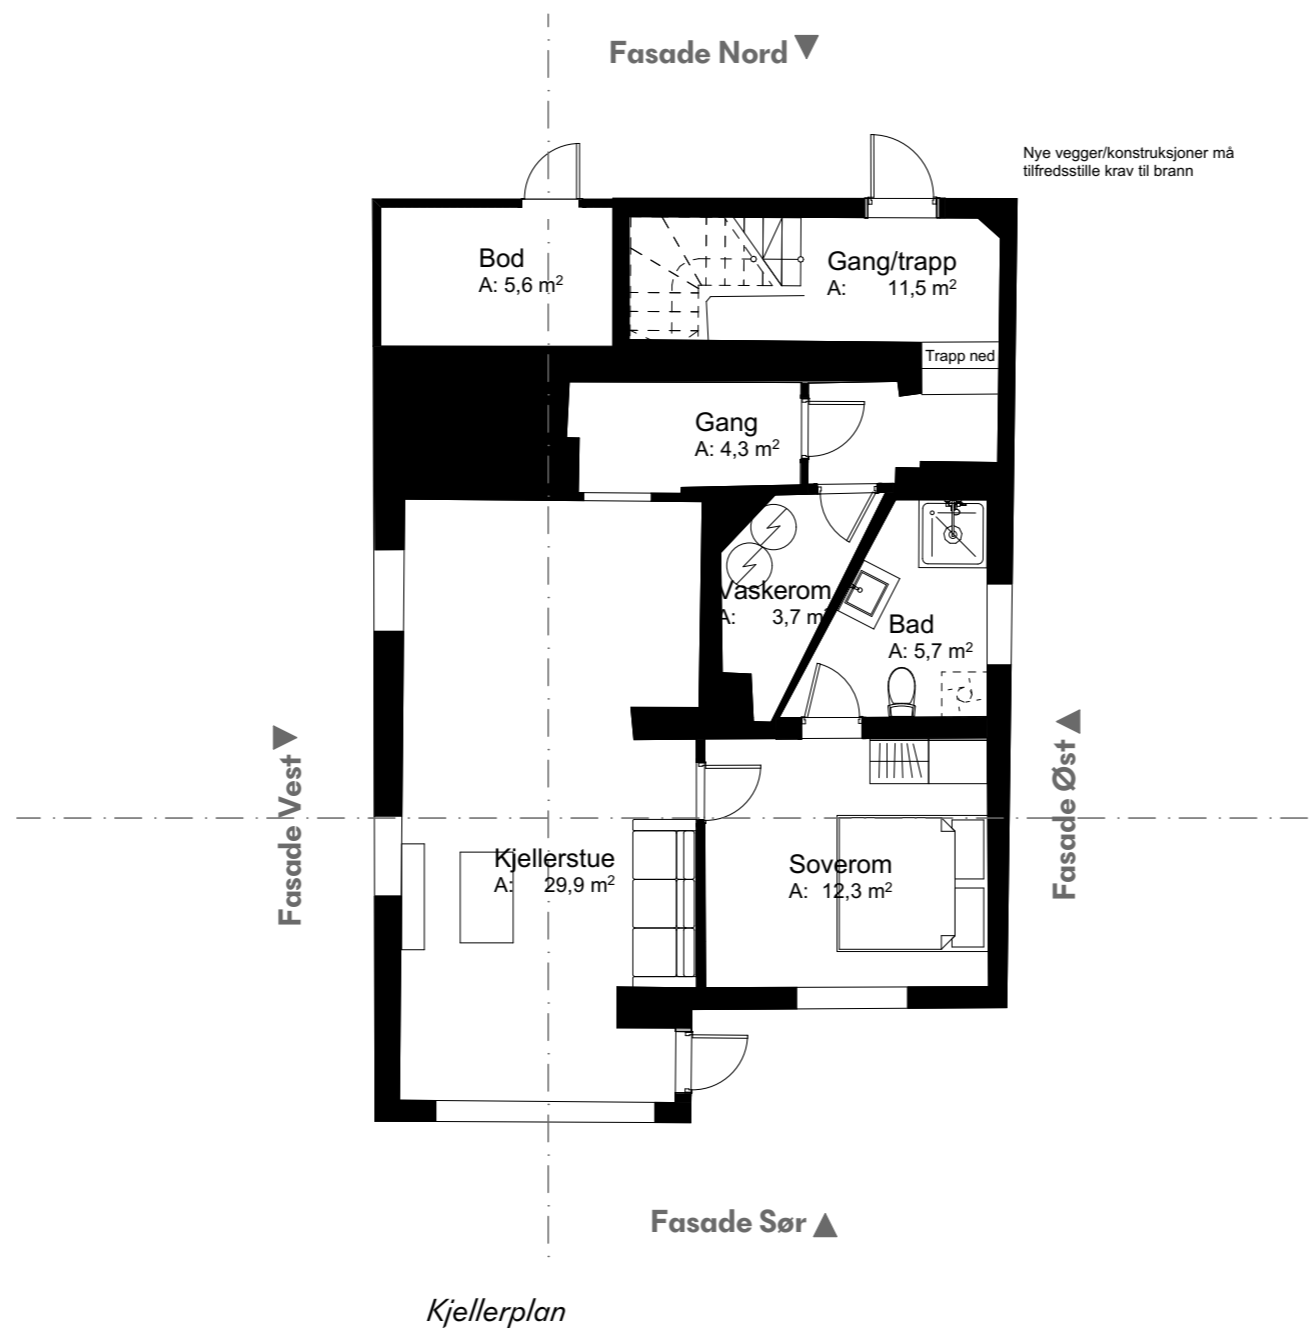 Fasade Nord
Nye vegger/konstruksjoner må
tilfredsstille krav til brann
Bod
A: 5,6 m²
Gang/trapp
A: 11,5 m²
Trapp ned
Gang
A: 4,3 m²
Vaskerom
A: 3,7 m²
Bad
A: 5,7 m²
Fasade Vest
Fasade Øst
Kjellerstue
A: 29,9 m²
Soverom
A: 12,3 m²
Fasade Sør
Kjellerplan